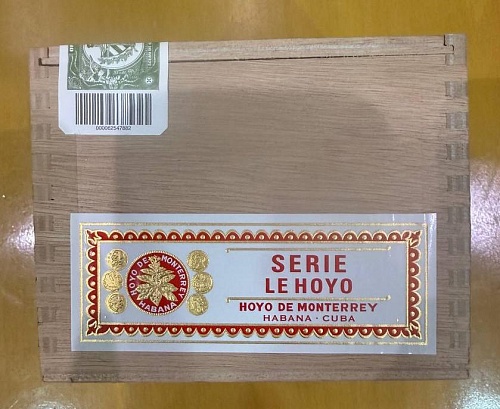 000062547882
HOYO DE MONTERREY
HABANA
SERIE
LE HOYO
HOYO DE MONTERREY
HABANA · CUBA